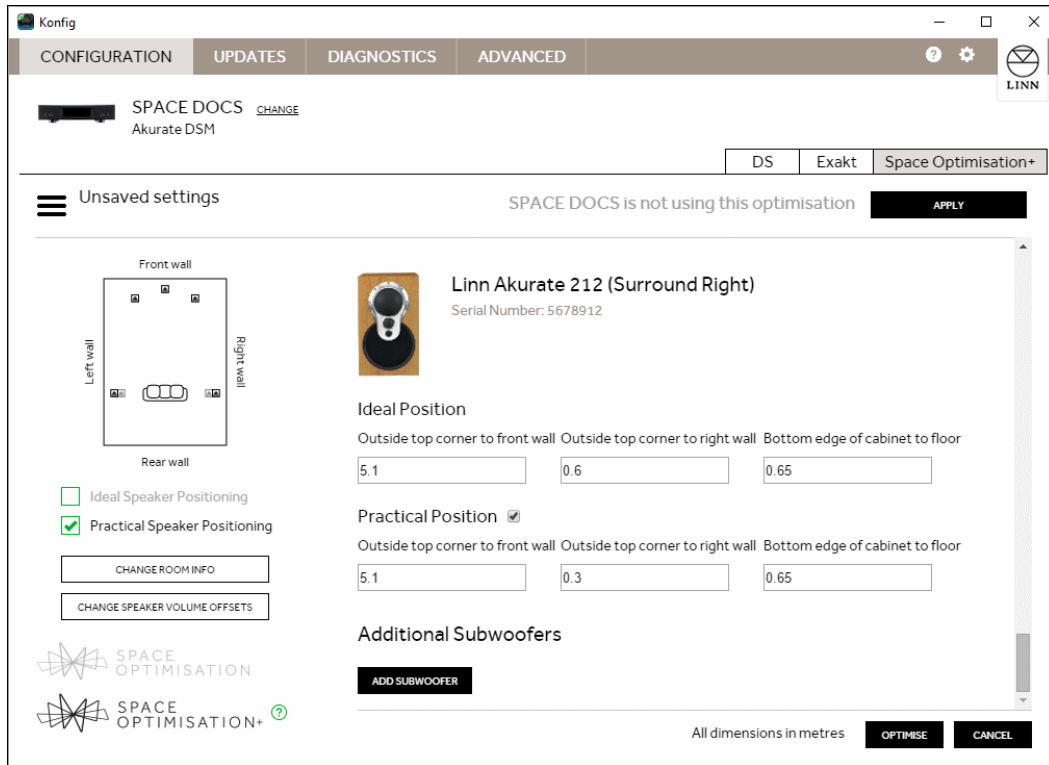 Konfig
CONFIGURATION UPDATES DIAGNOSTICS ADVANCED
LINN
SPACE DOCS CHANGE
Akurate DSM
DS Exakt Space Optimisation+
Unsaved settings
SPACE DOCS is not using this optimisation APPLY
Front wall
Left wall
Right wall
Rear wall
Ideal Speaker Positioning
Practical Speaker Positioning
CHANGE ROOM INFO
CHANGE SPEAKER VOLUME OFFSETS
SPACE
OPTIMISATION
SPACE
OPTIMISATION+ ?
Linn Akurate 212 (Surround Right)
Serial Number: 5678912
Ideal Position
Outside top corner to front wall Outside top corner to right wall Bottom edge of cabinet to floor
5.1 0.6 0.65
Practical Position
Outside top corner to front wall Outside top corner to right wall Bottom edge of cabinet to floor
5.1 0.3 0.65
Additional Subwoofers
ADD SUBWOOFER
All dimensions in metres OPTIMISE CANCEL